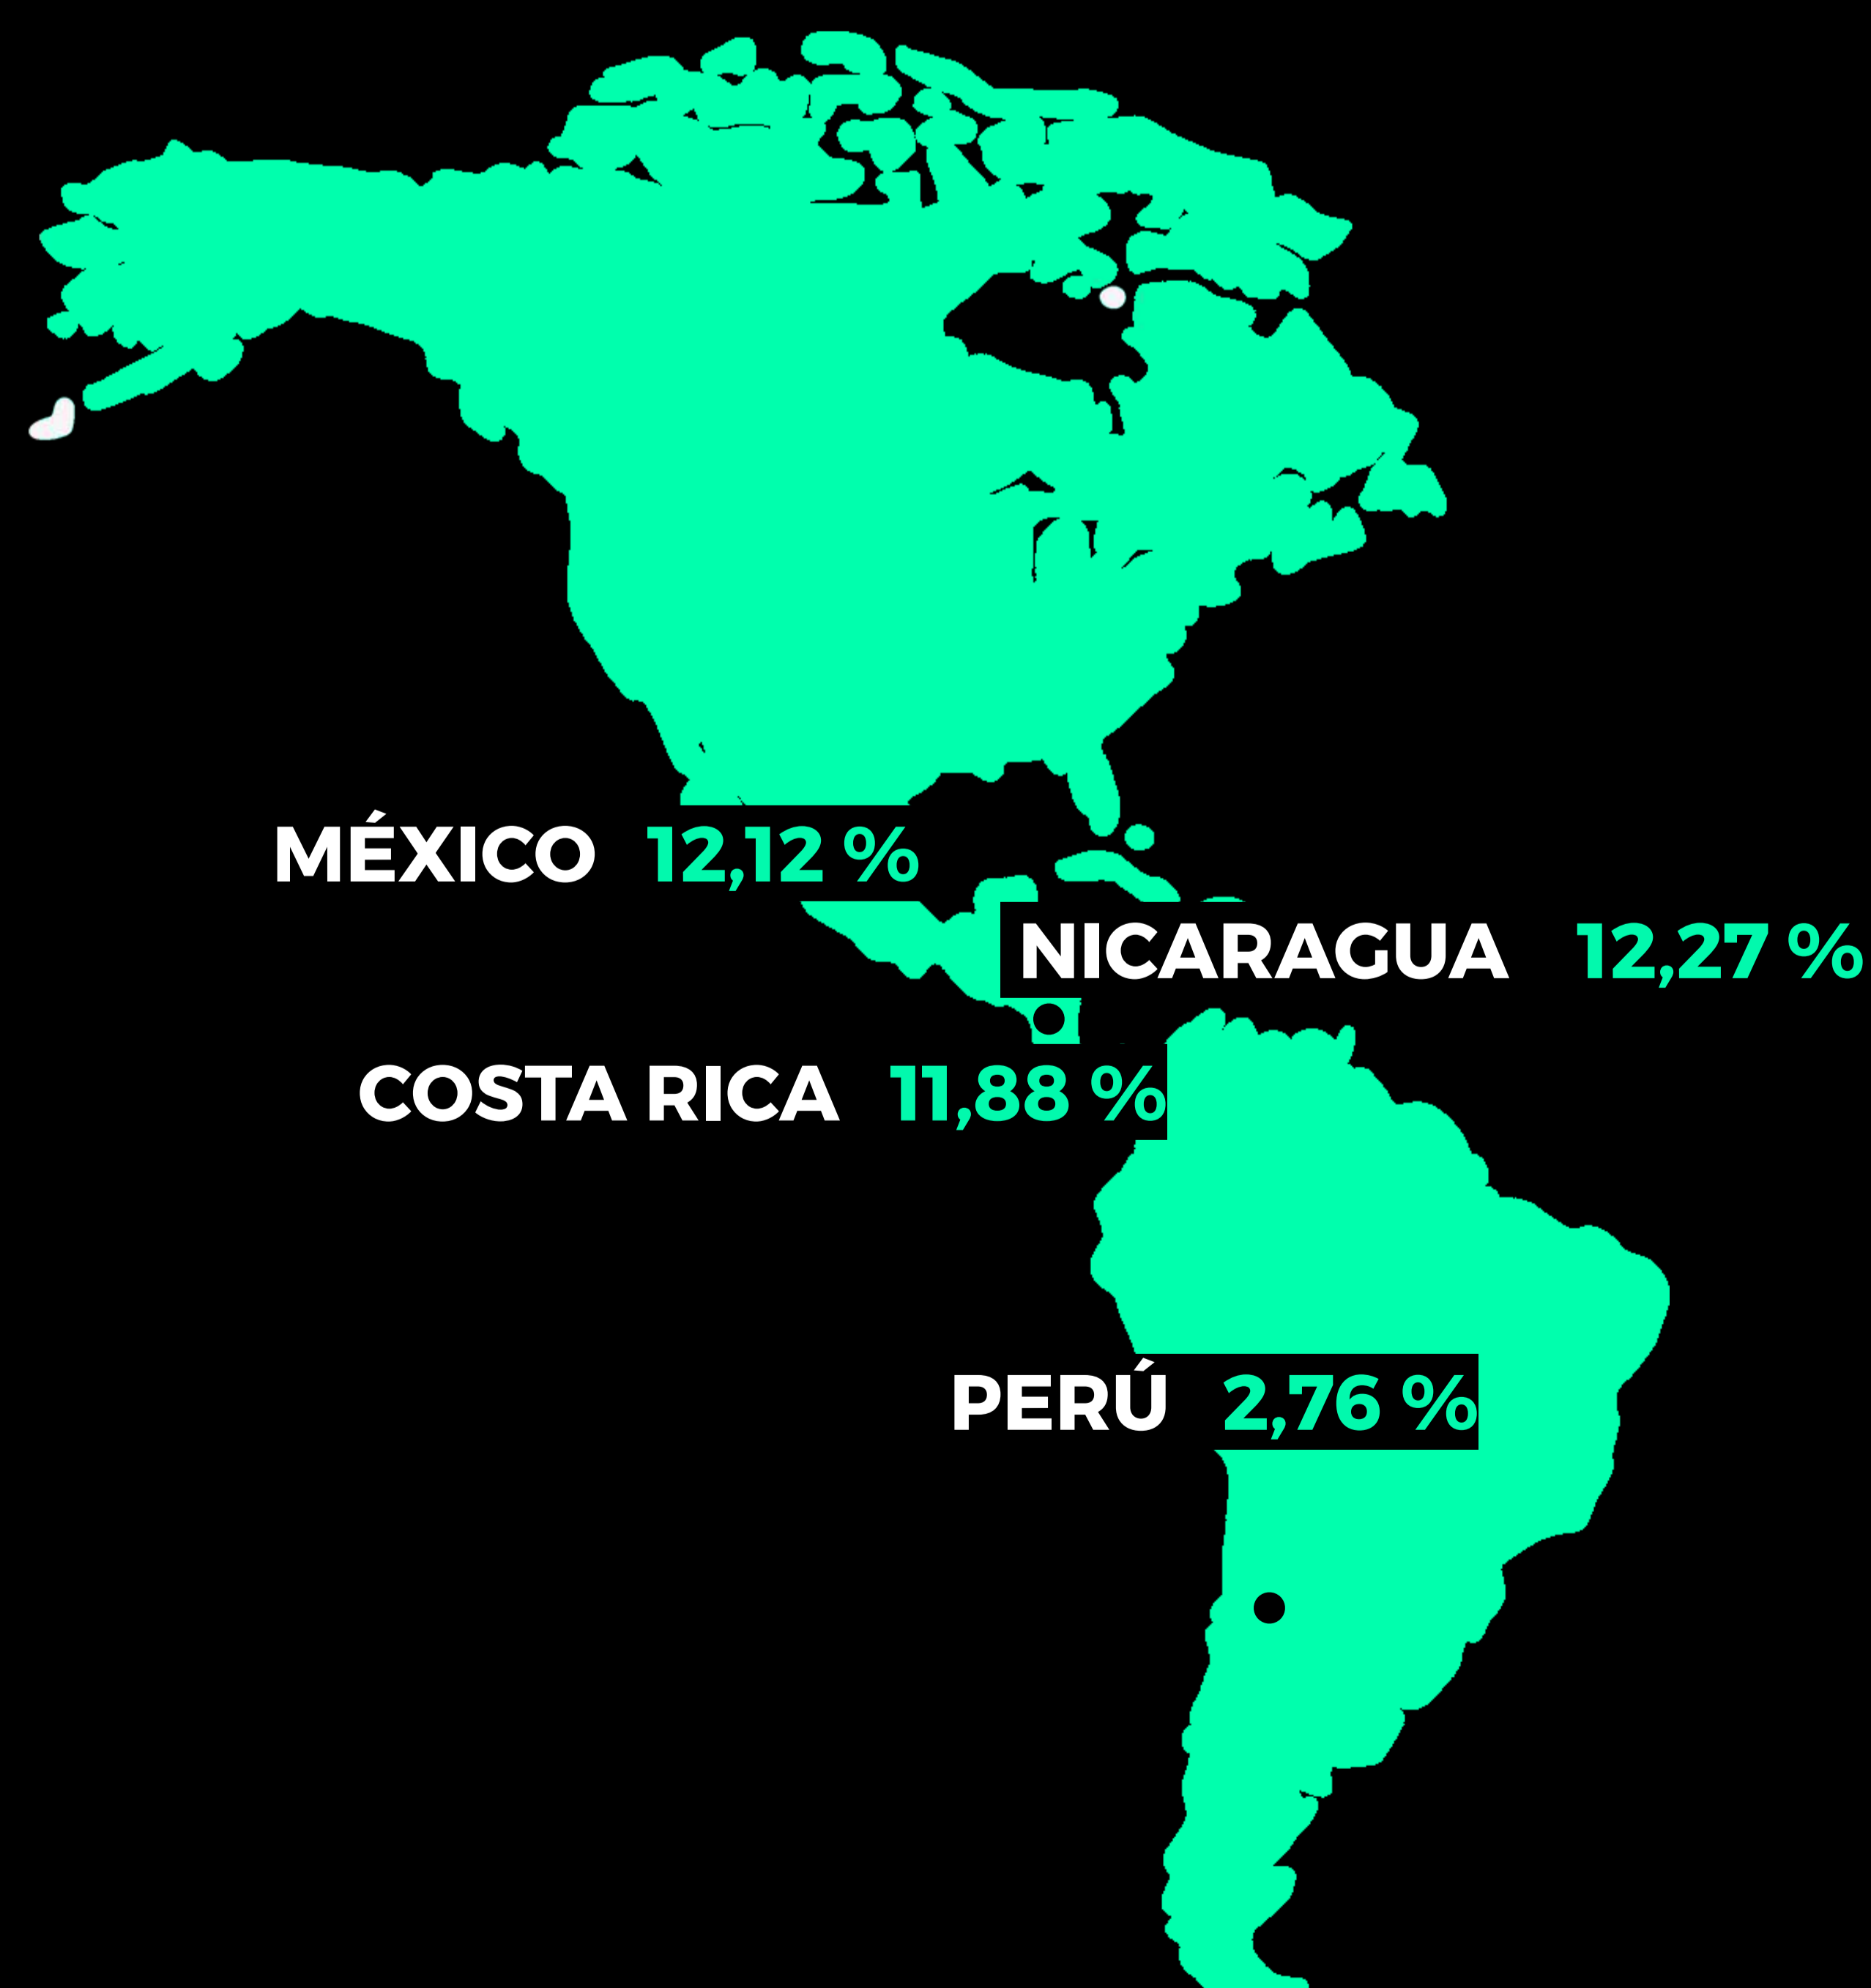 MÉXICO 12,12 %
NICARAGUA 12,27 %
COSTA RICA 11,88 %
PERÚ 2,76 %